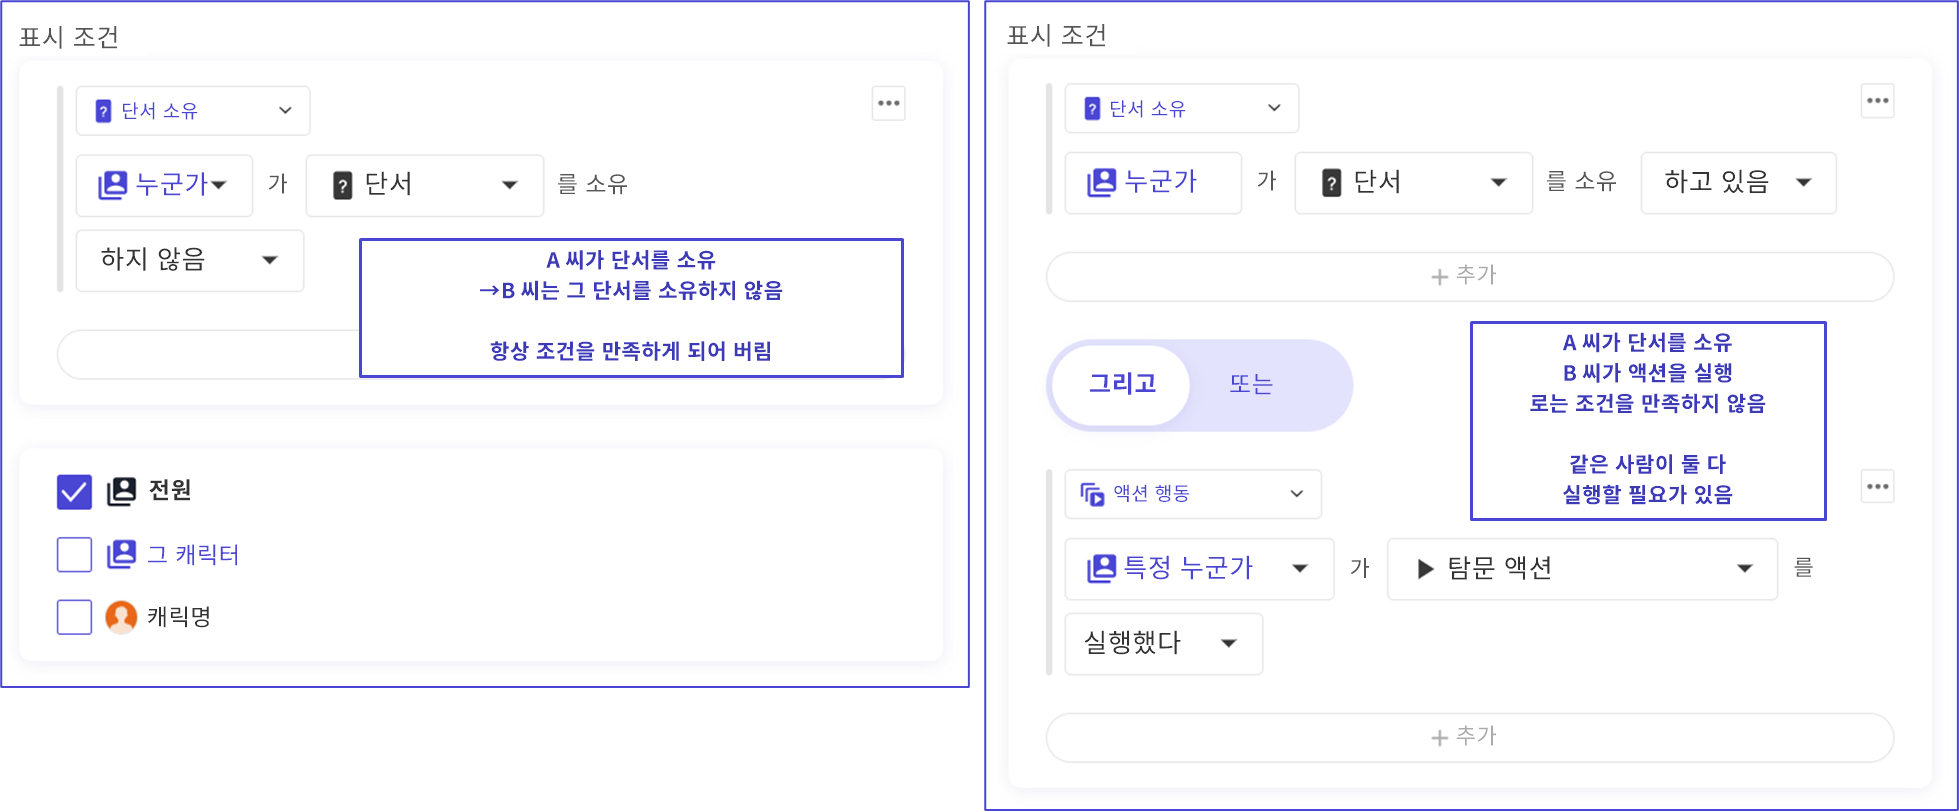 표시 조건
단서 소유
누군가 가 단서 를 소유
하지 않음
A 씨가 단서를 소유
→B 씨는 그 단서를 소유하지 않음
항상 조건을 만족하게 되어 버림
전원
그 캐릭터
캐릭명
표시 조건
단서 소유
누군가 가 단서 를 소유 하고 있음
+ 추가
그리고 또는
A 씨가 단서를 소유
B 씨가 액션을 실행
로는 조건을 만족하지 않음
같은 사람이 둘 다
실행할 필요가 있음
액션 행동
특정 누군가 가 탐문 액션 를
실행했다
+ 추가